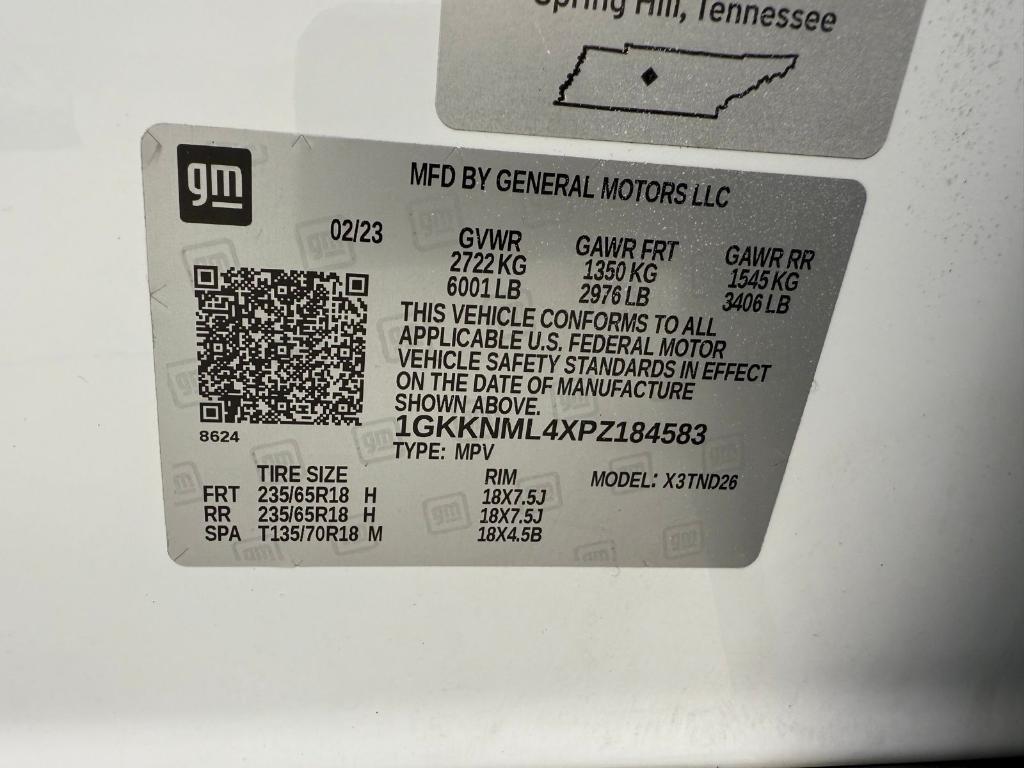 Spring Hill, Tennessee
gm
MFD BY GENERAL MOTORS LLC
02/23
GVWR GAWR FRT GAWR RR
2722 KG 1350 KG 1545 KG
6001 LB 2976 LB 3406 LB
THIS VEHICLE CONFORMS TO ALL
APPLICABLE U.S. FEDERAL MOTOR
VEHICLE SAFETY STANDARDS IN EFFECT
ON THE DATE OF MANUFACTURE
SHOWN ABOVE.
8624
1GKKNML4XPZ184583
TYPE: MPV
TIRE SIZE RIM MODEL: X3TND26
FRT 235/65R18 H 18X7.5J
RR 235/65R18 H 18X7.5J
SPA T135/70R18 M 18X4.5B